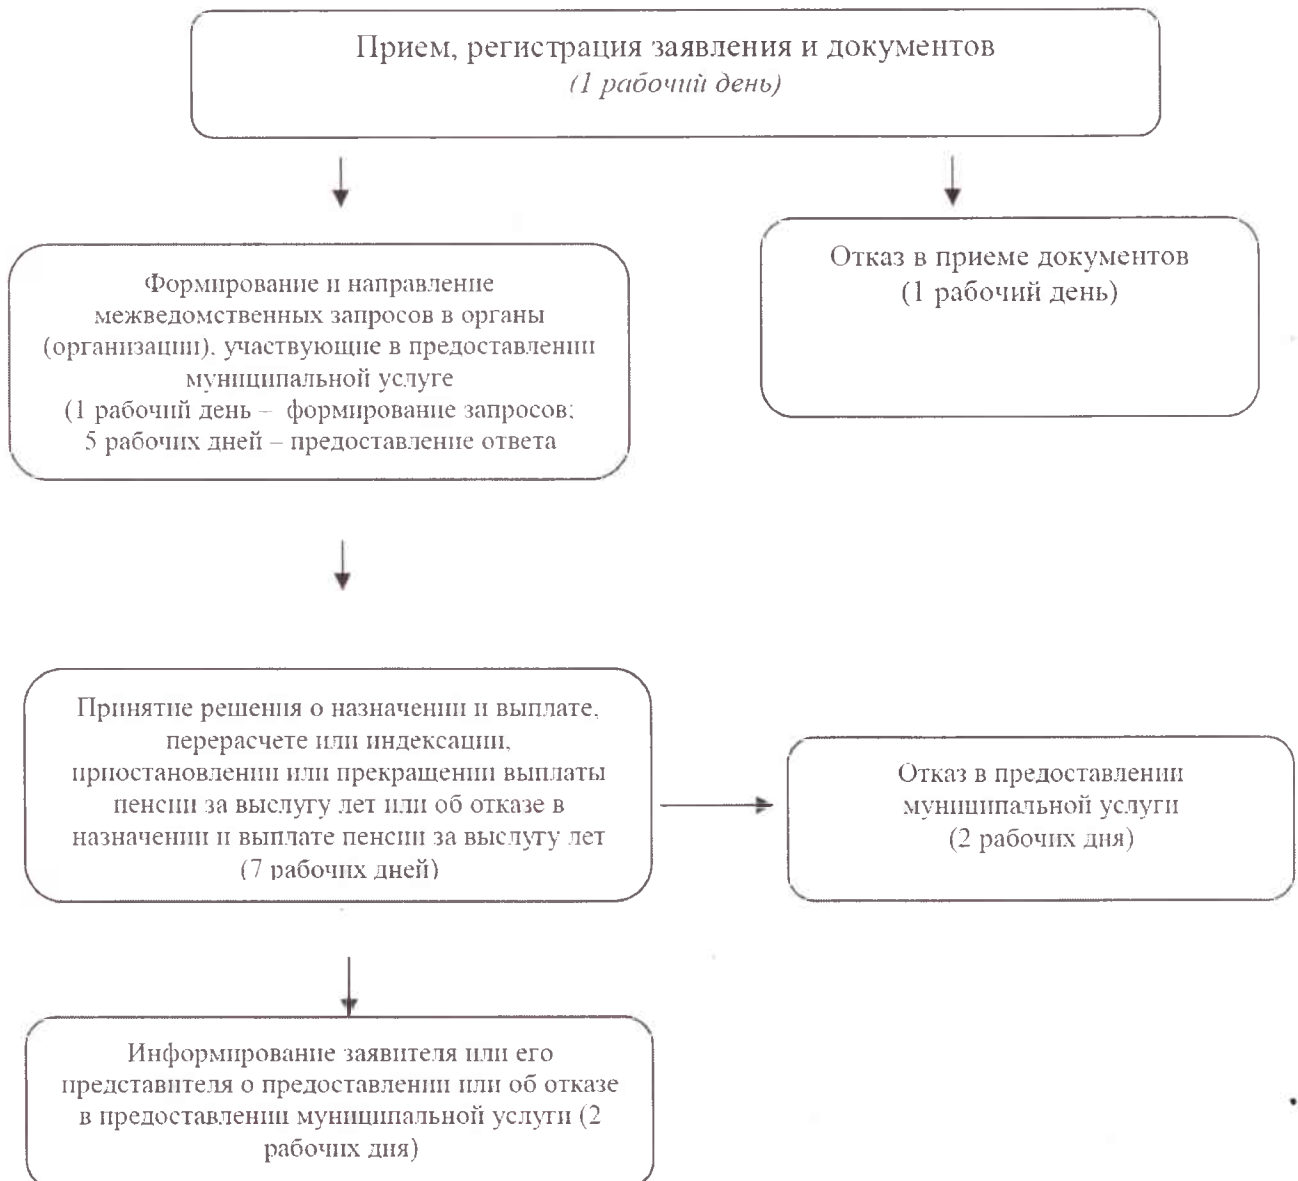 Прием, регистрация заявления и документов
(1 рабочий день)
Отказ в приеме документов
(1 рабочий день)
Формирование и направление
межведомственных запросов в органы
(организации), участвующие в предоставлении
муниципальной услуге
(1 рабочий день – формирование запросов;
5 рабочих дней – предоставление ответа
Принятие решения о назначении и выплате,
перерасчете или индексации,
приостановлении или прекращении выплаты
пенсии за выслугу лет или об отказе в
назначении и выплате пенсии за выслугу лет
(7 рабочих дней)
Отказ в предоставлении
муниципальной услуги
(2 рабочих дня)
Информирование заявителя или его
представителя о предоставлении или об отказе
в предоставлении муниципальной услуги (2
рабочих дня)